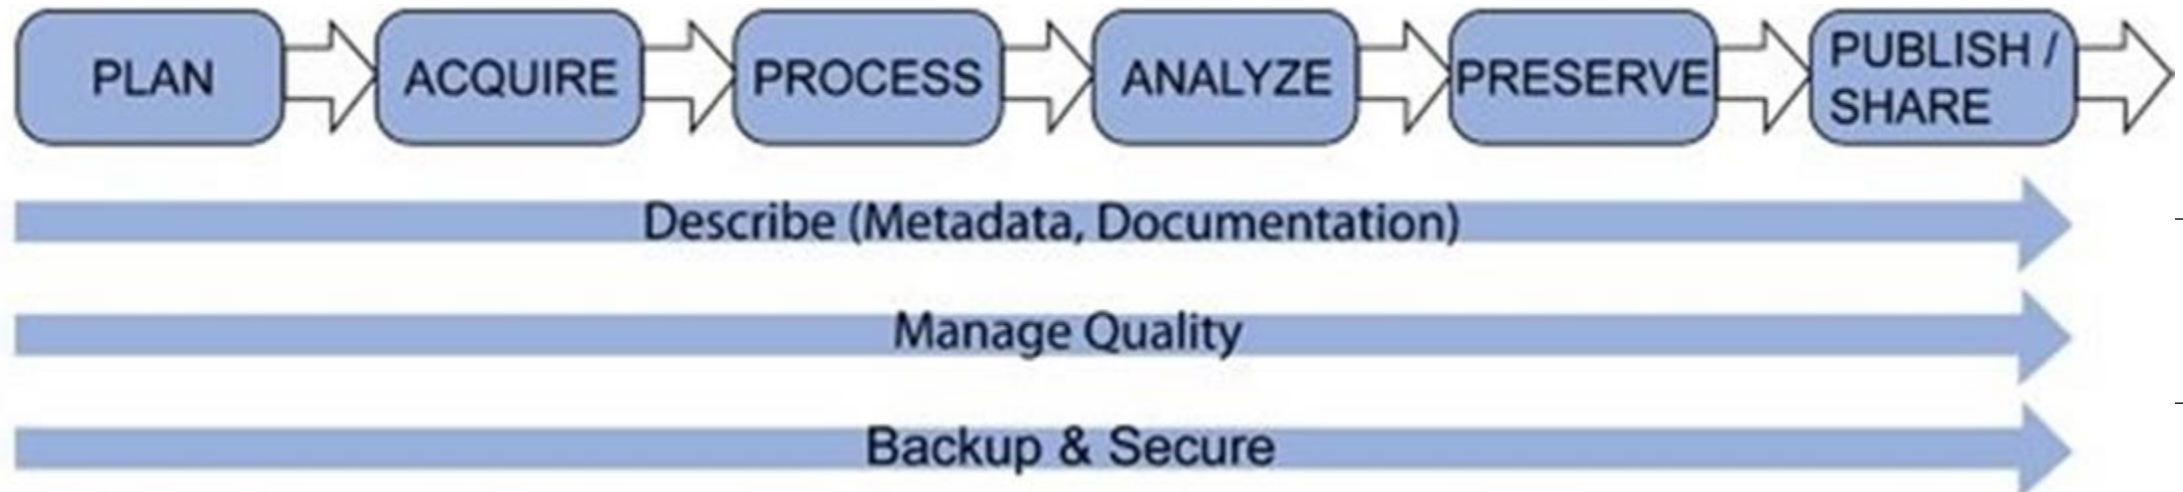 PLAN
ACQUIRE
PROCESS
ANALYZE
PRESERVE
PUBLISH /
SHARE
Describe (Metadata, Documentation)
Manage Quality
Backup & Secure